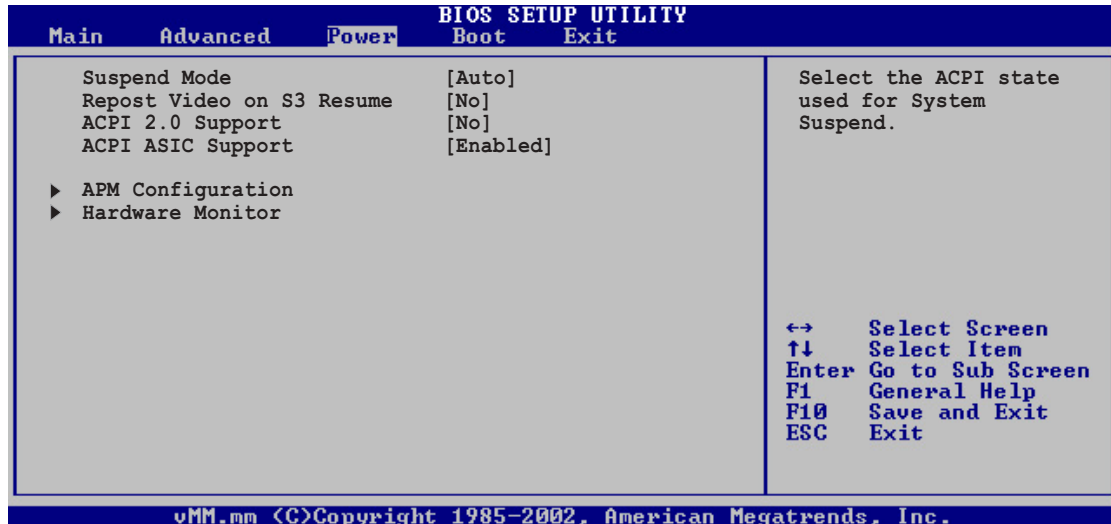 BIOS SETUP UTILITY
Main Advanced Power Boot Exit
Suspend Mode [Auto]
Repost Video on S3 Resume [No]
ACPI 2.0 Support [No]
ACPI ASIC Support [Enabled]
▶ APM Configuration
▶ Hardware Monitor
Select the ACPI state
used for System
Suspend.
←→ Select Screen
↑↓ Select Item
Enter Go to Sub Screen
F1 General Help
F10 Save and Exit
ESC Exit
vMM.mm (C)Copyright 1985-2002, American Megatrends, Inc.